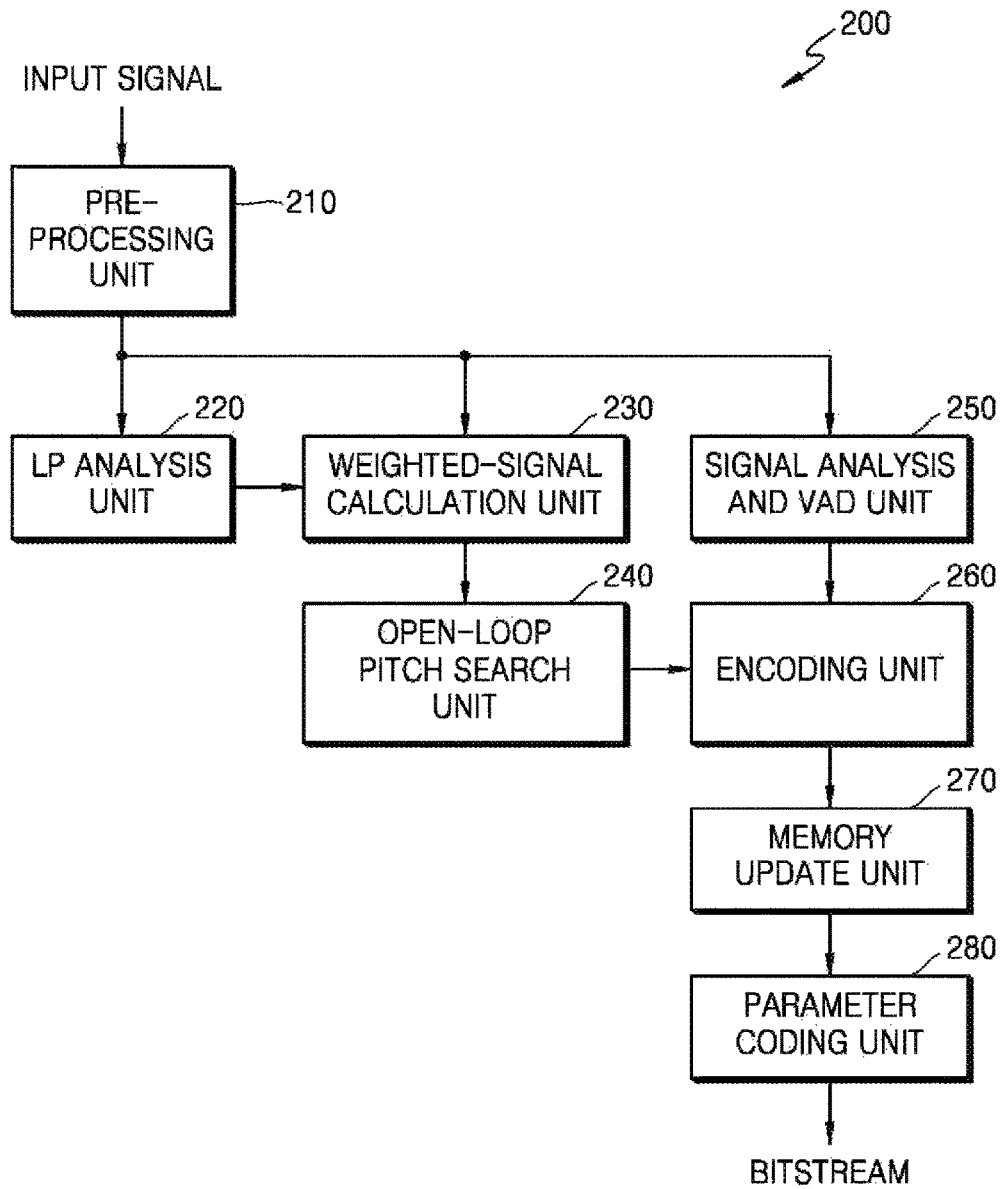 200
INPUT SIGNAL
PRE-
PROCESSING
UNIT
210
220
LP ANALYSIS
UNIT
230
WEIGHTED-SIGNAL
CALCULATION UNIT
250
SIGNAL ANALYSIS
AND VAD UNIT
240
OPEN-LOOP
PITCH SEARCH
UNIT
260
ENCODING UNIT
270
MEMORY
UPDATE UNIT
280
PARAMETER
CODING UNIT
BITSTREAM